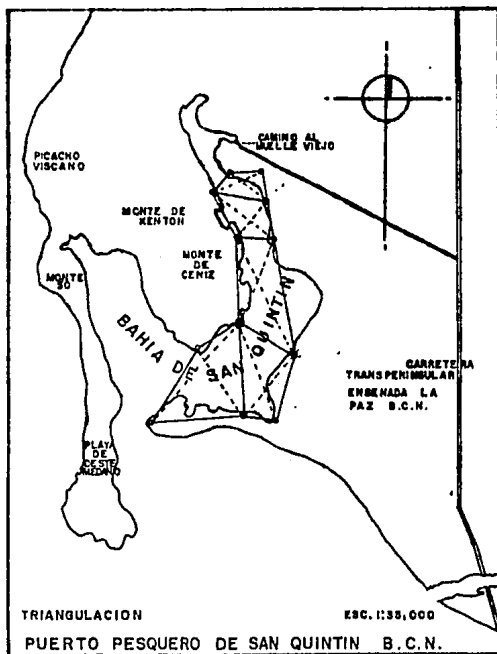 CAMINO AL
MUELLE VIEJO
PICACHO
VISCANO
MONTE DE
KENTON
MONTE
DE
CENIZ
MONTE
SO
BAHIA DE SAN QUINTIN
CARRETERA
TRANSPENINSULAR
ENSENADA LA
PAZ B.C.N.
PLAYA
DE
OESTE
MEDANO
TRIANGULACION
ESC. 1:35,000
PUERTO PESQUERO DE SAN QUINTIN B.C.N.